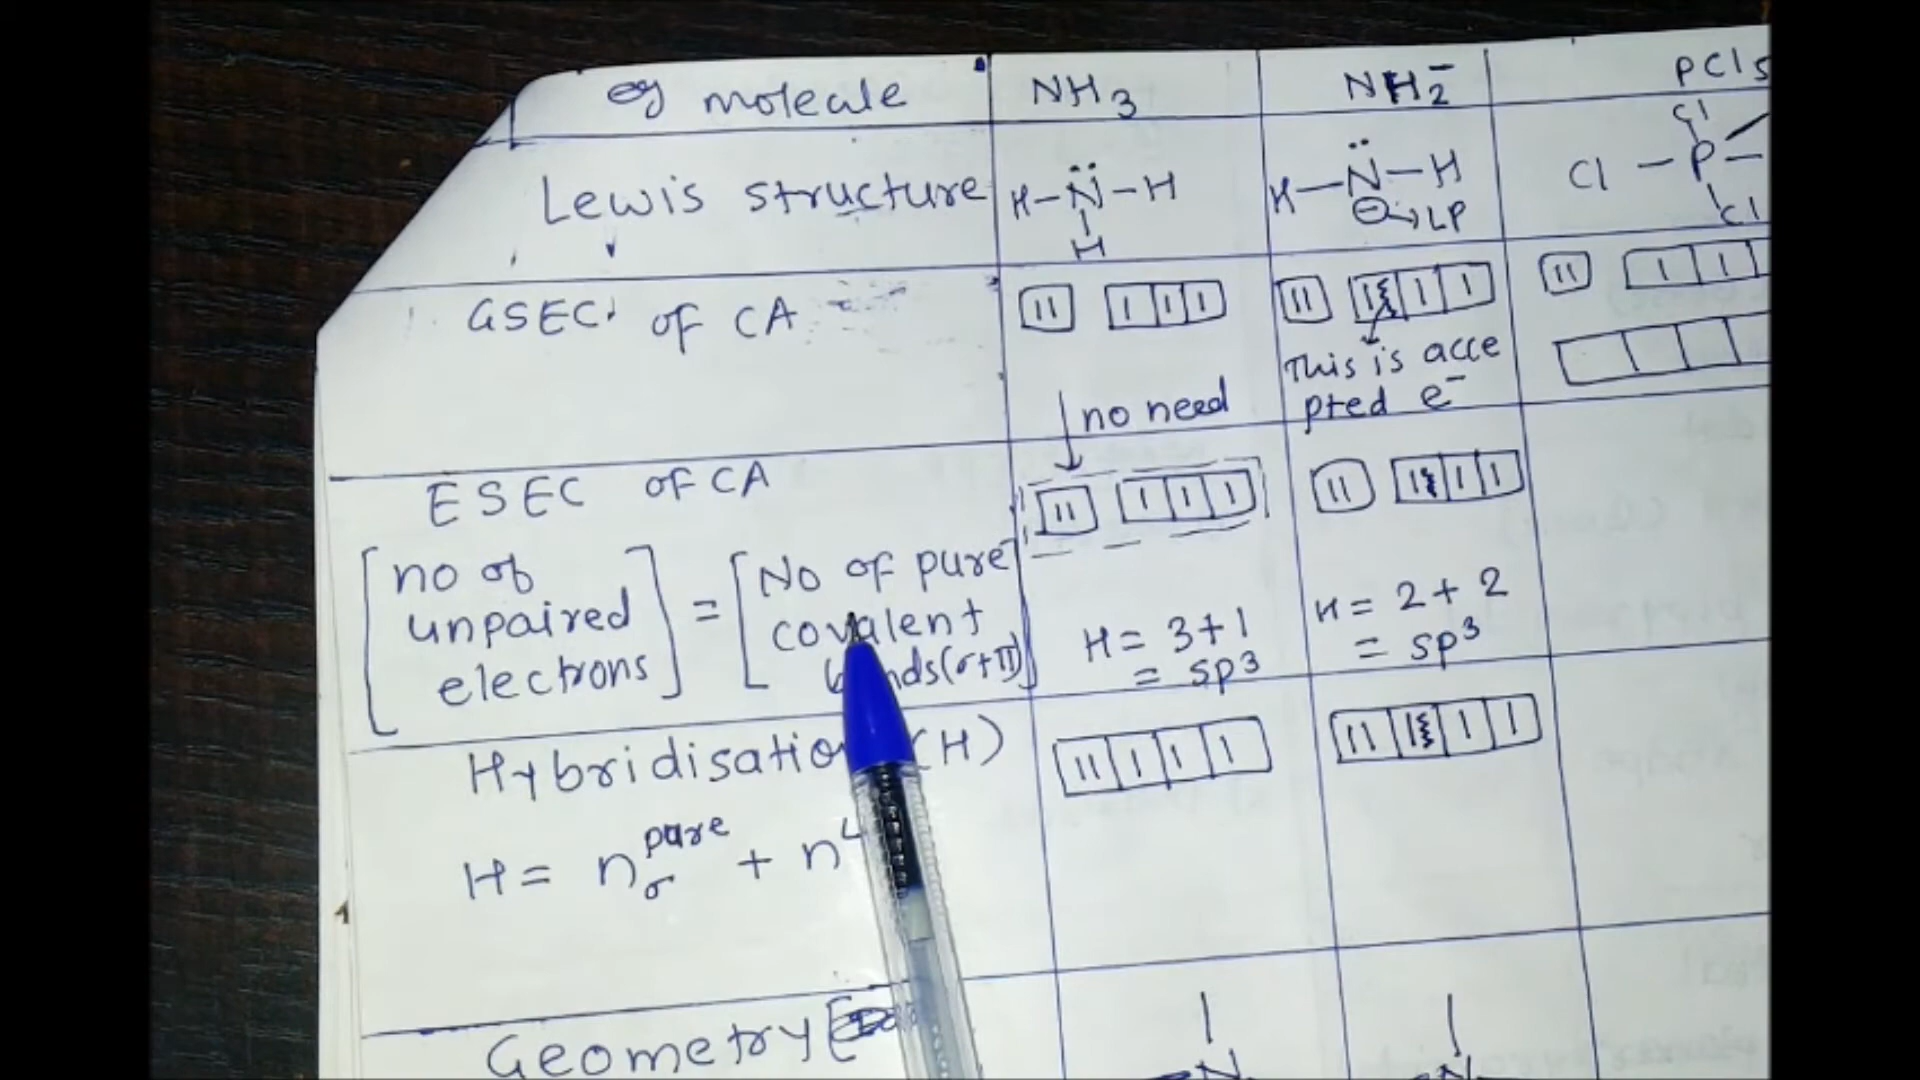 eg molecule NH3 NH2- PCl5
Lewis structure H-N-H H-N-H Cl-P-
H ⊖→LP Cl
Cl
GSEC of CA
This is acce
pted e-
no need
ESEC of CA
[no of unpaired electrons] = [No of pure covalent bonds(σ+π)]
H = 3+1
= sp3
H = 2+2
= sp3
Hybridisation (H)
H = nσ pure + n
Geometry
N N